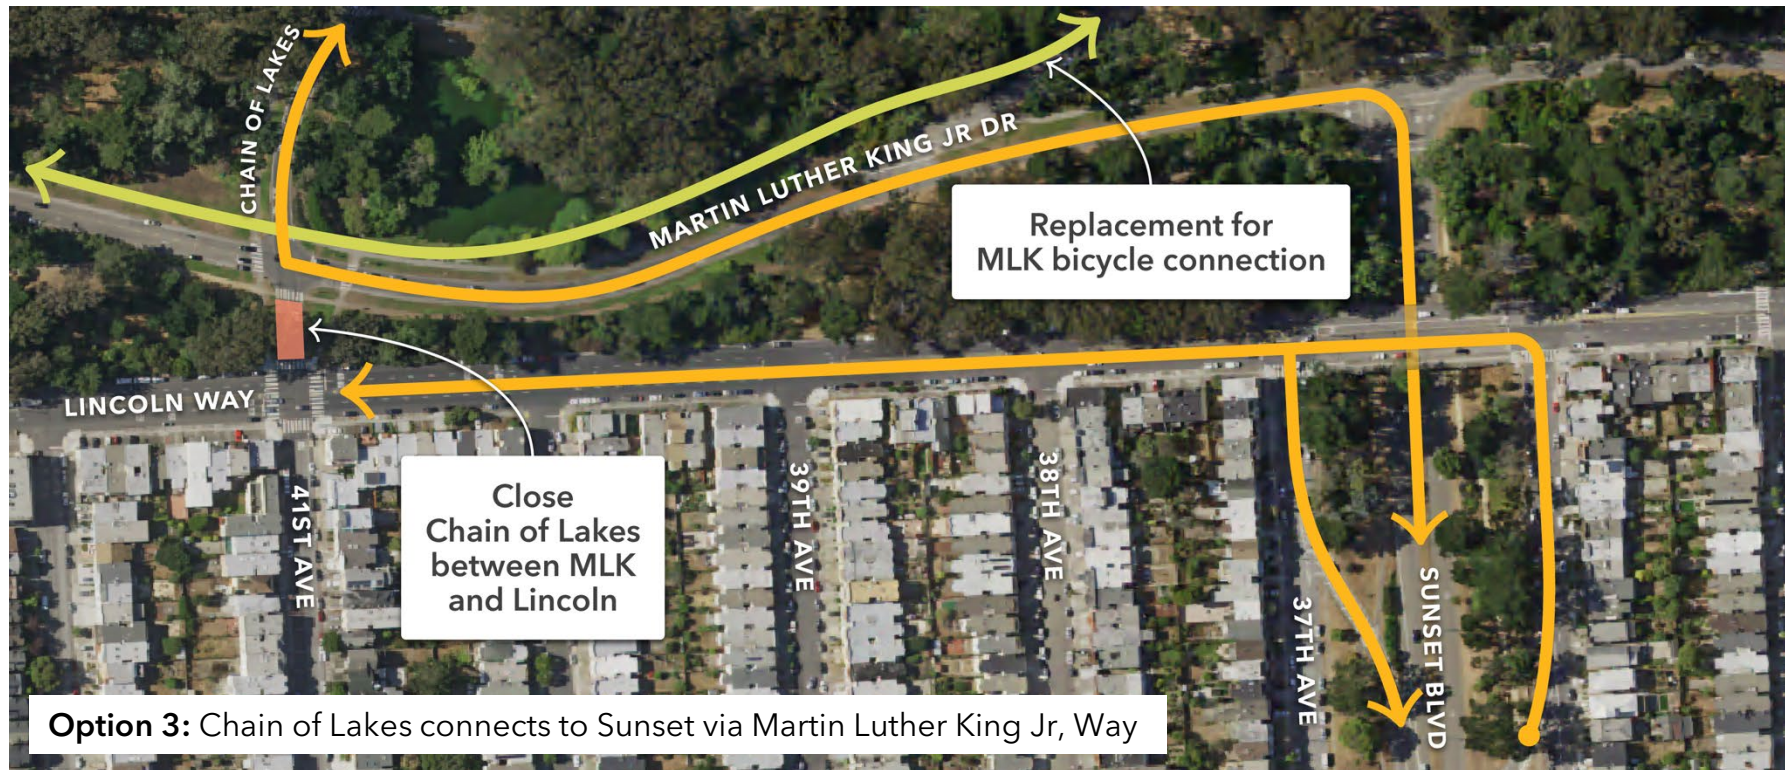 CHAIN OF LAKES
MARTIN LUTHER KING JR DR
Replacement for
MLK bicycle connection
LINCOLN WAY
Close
Chain of Lakes
between MLK
and Lincoln
41ST AVE
39TH AVE
38TH AVE
37TH AVE
SUNSET BLVD
Option 3: Chain of Lakes connects to Sunset via Martin Luther King Jr, Way